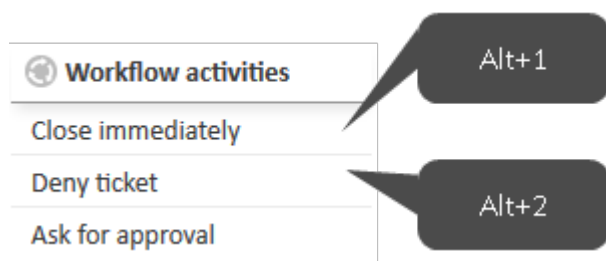 Workflow activities
Alt+1
Close immediately
Deny ticket
Alt+2
Ask for approval